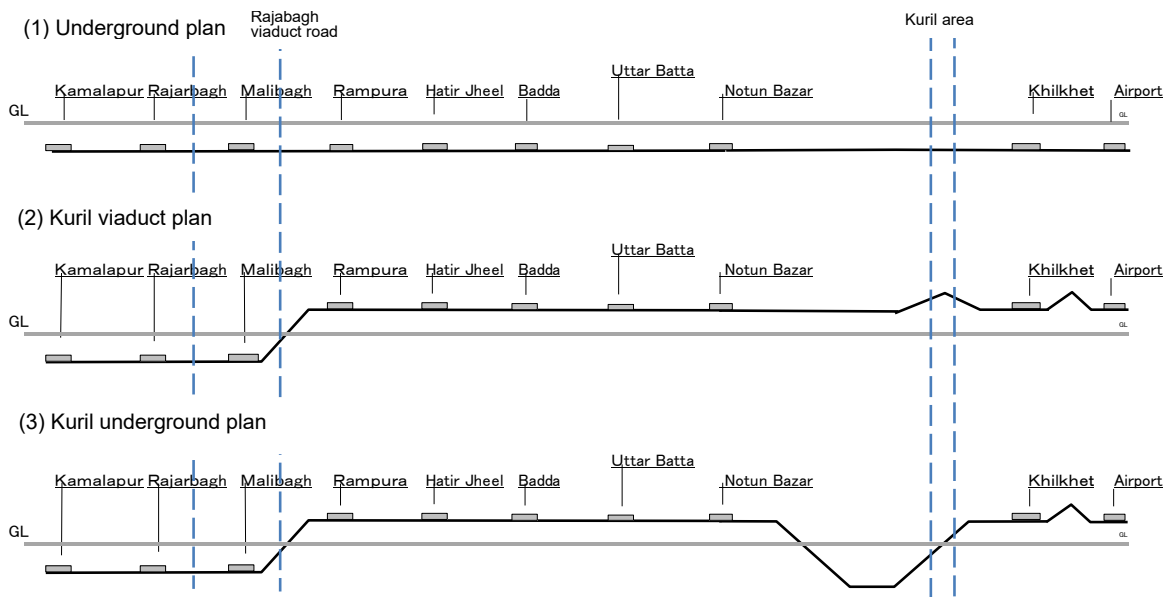 (1) Underground plan
Rajabagh
viaduct road
Kuril area
Kamalapur Rajarbagh Malibagh Rampura Hatir Jheel Badda Uttar Batta Notun Bazar Khilkhet Airport
GL
GL
(2) Kuril viaduct plan
Kamalapur Rajarbagh Malibagh Rampura Hatir Jheel Badda Uttar Batta Notun Bazar Khilkhet Airport
GL
GL
(3) Kuril underground plan
Kamalapur Rajarbagh Malibagh Rampura Hatir Jheel Badda Uttar Batta Notun Bazar Khilkhet Airport
GL
GL